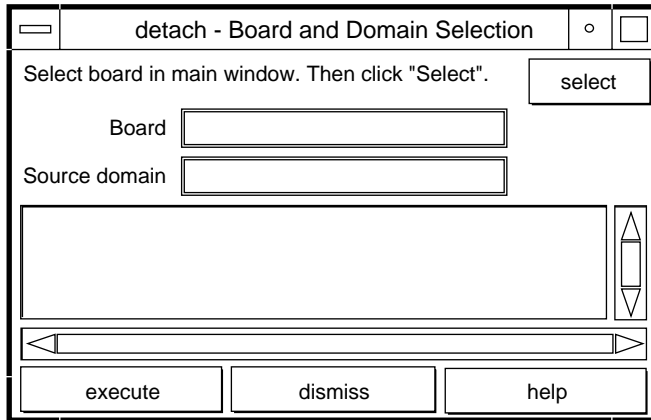 detach - Board and Domain Selection
Select board in main window. Then click "Select".
select
Board
Source domain
execute
dismiss
help